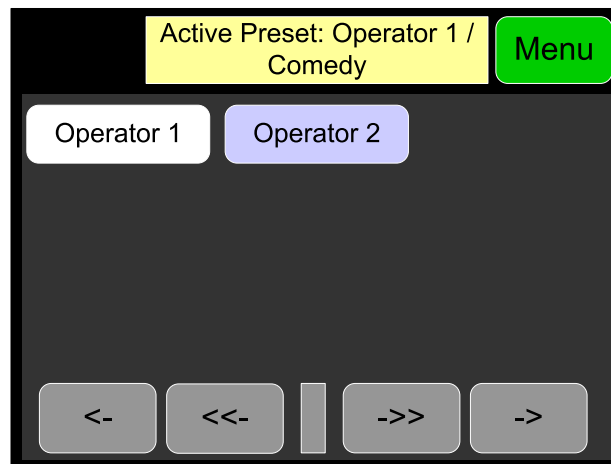 Active Preset: Operator 1 /
Comedy
Menu
Operator 1
Operator 2
<-
<<-
->>
->